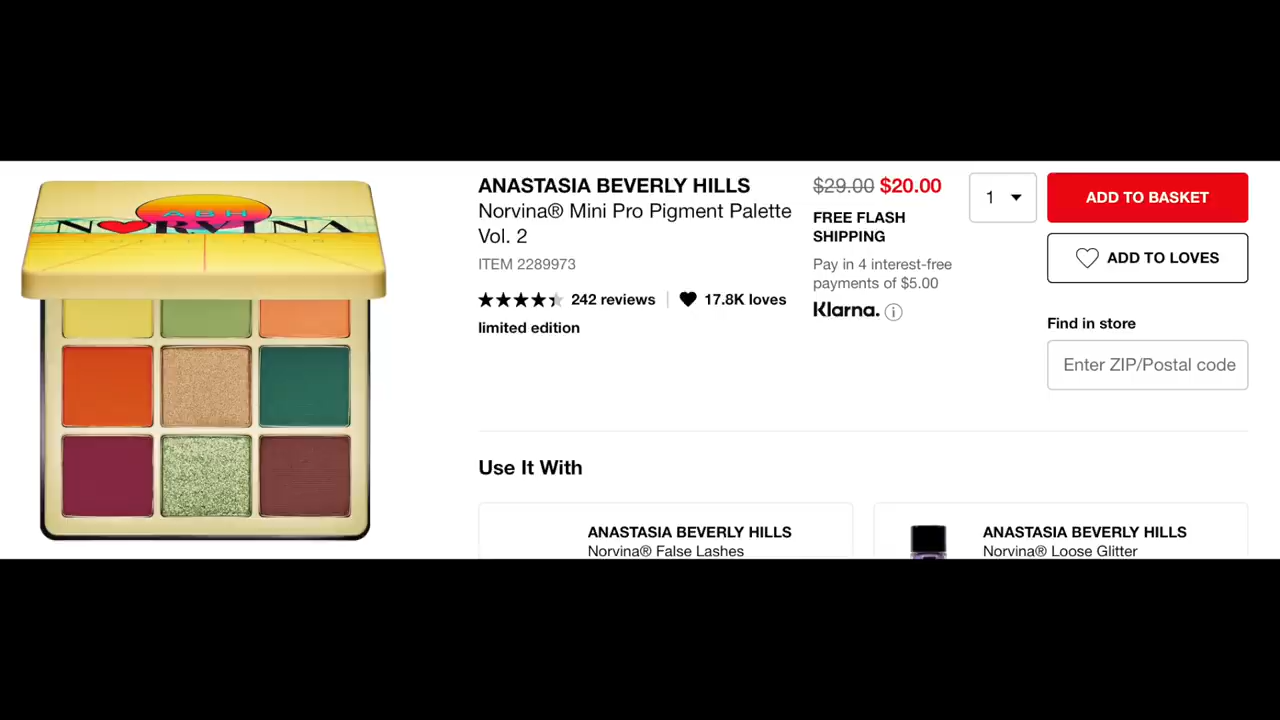 ABH
NORVINA
COLLECTION
ANASTASIA BEVERLY HILLS
Norvina® Mini Pro Pigment Palette
Vol. 2
ITEM 2289973
242 reviews
17.8K loves
limited edition
$29.00 $20.00
FREE FLASH
SHIPPING
Pay in 4 interest-free
payments of $5.00
Klarna.
1
ADD TO BASKET
ADD TO LOVES
Find in store
Enter ZIP/Postal code
Use It With
ANASTASIA BEVERLY HILLS
Norvina® False Lashes
ANASTASIA BEVERLY HILLS
Norvina® Loose Glitter